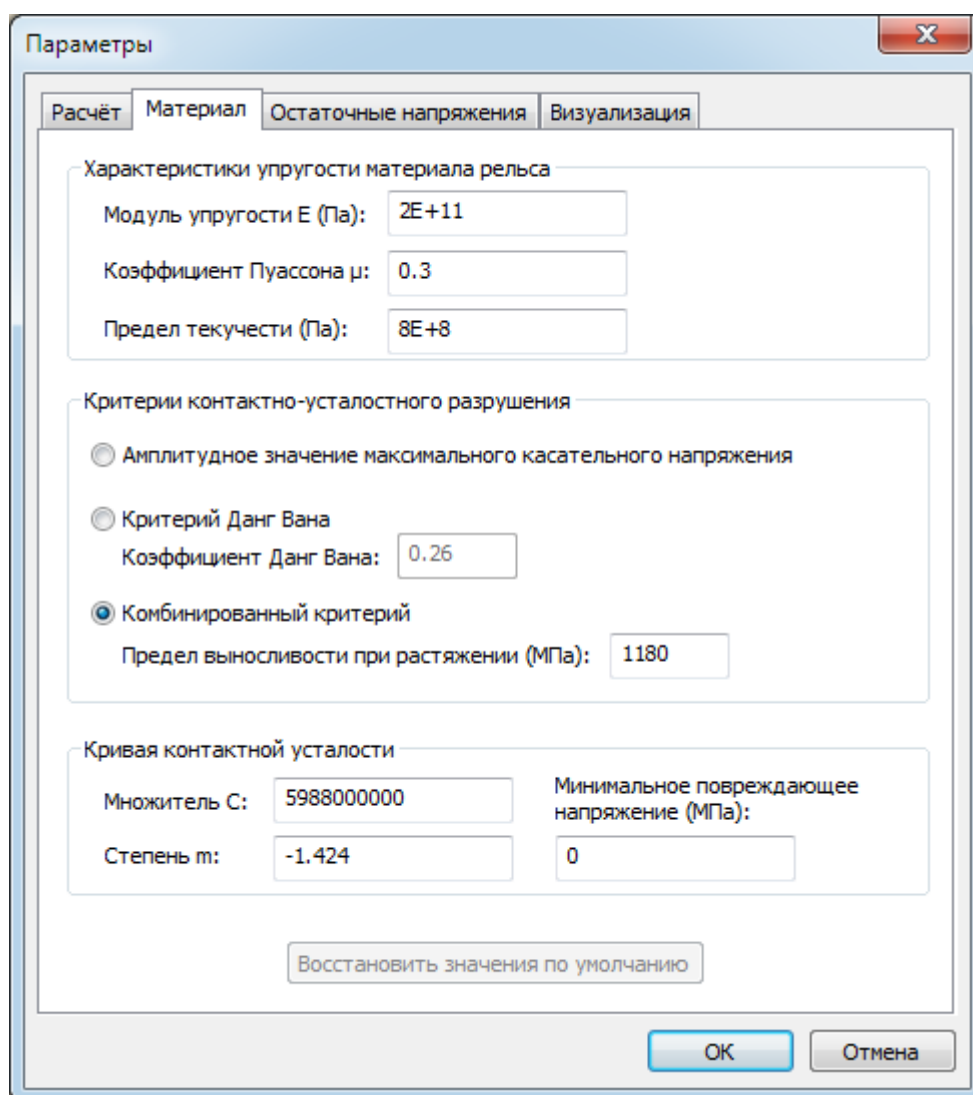 Параметры
Расчёт Материал Остаточные напряжения Визуализация
Характеристики упругости материала рельса
Модуль упругости E (Па): 2E+11
Коэффициент Пуассона µ: 0.3
Предел текучести (Па): 8E+8
Критерии контактно-усталостного разрушения
Амплитудное значение максимального касательного напряжения
Критерий Данг Вана
Коэффициент Данг Вана: 0.26
Комбинированный критерий
Предел выносливости при растяжении (МПа): 1180
Кривая контактной усталости
Множитель C: 5988000000
Минимальное повреждающее
напряжение (МПа):
Степень m: -1.424 0
Восстановить значения по умолчанию
ОК Отмена